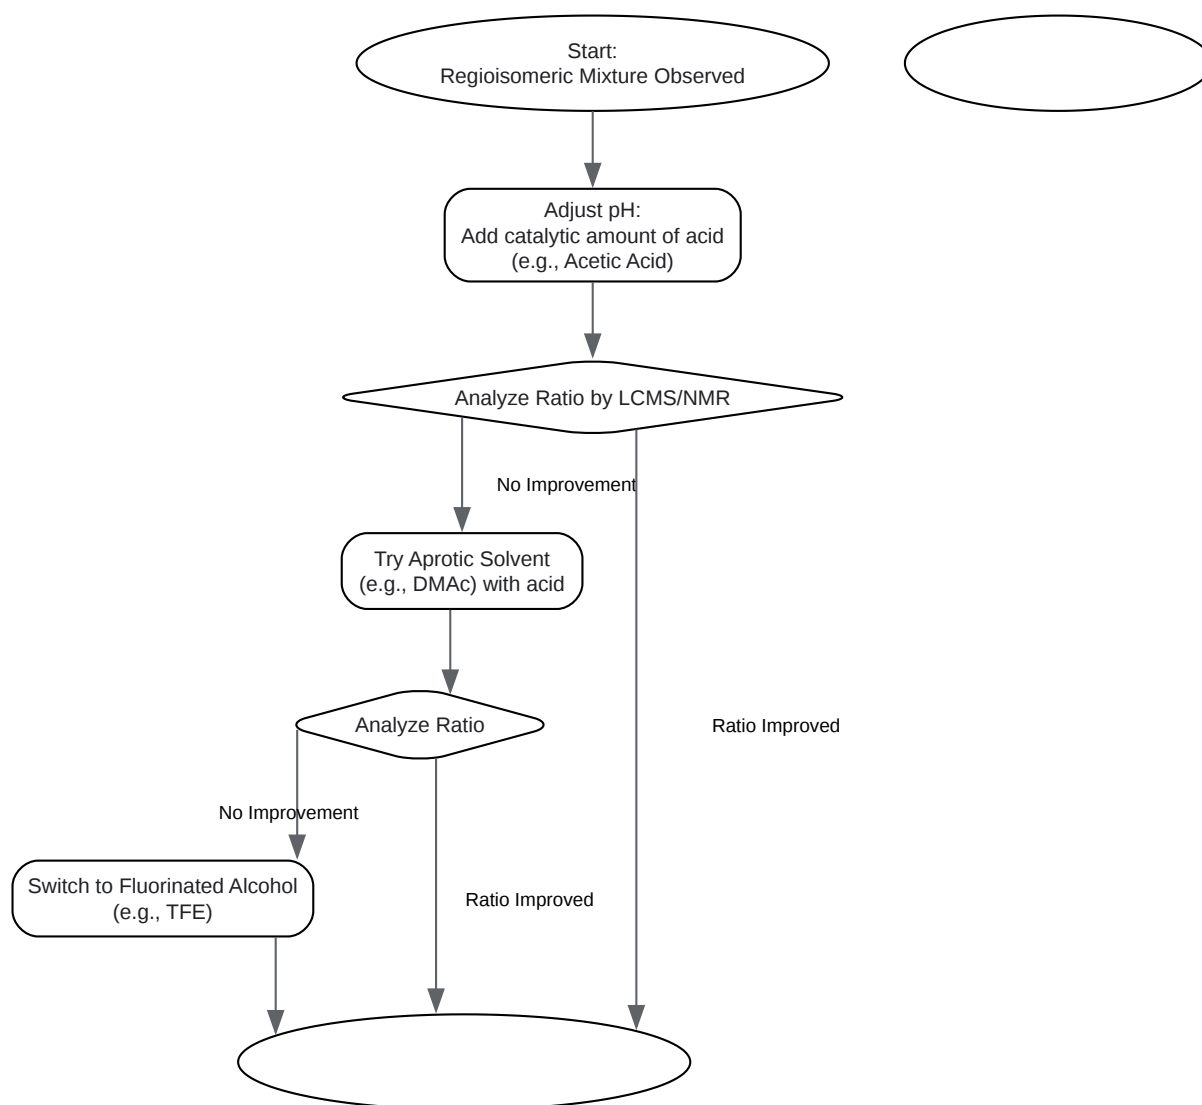 Start:
Regioisomeric Mixture Observed
Adjust pH:
Add catalytic amount of acid
(e.g., Acetic Acid)
Analyze Ratio by LCMS/NMR
No Improvement
Try Aprotic Solvent
(e.g., DMAc) with acid
Analyze Ratio
Ratio Improved
No Improvement
Switch to Fluorinated Alcohol
(e.g., TFE)
Ratio Improved